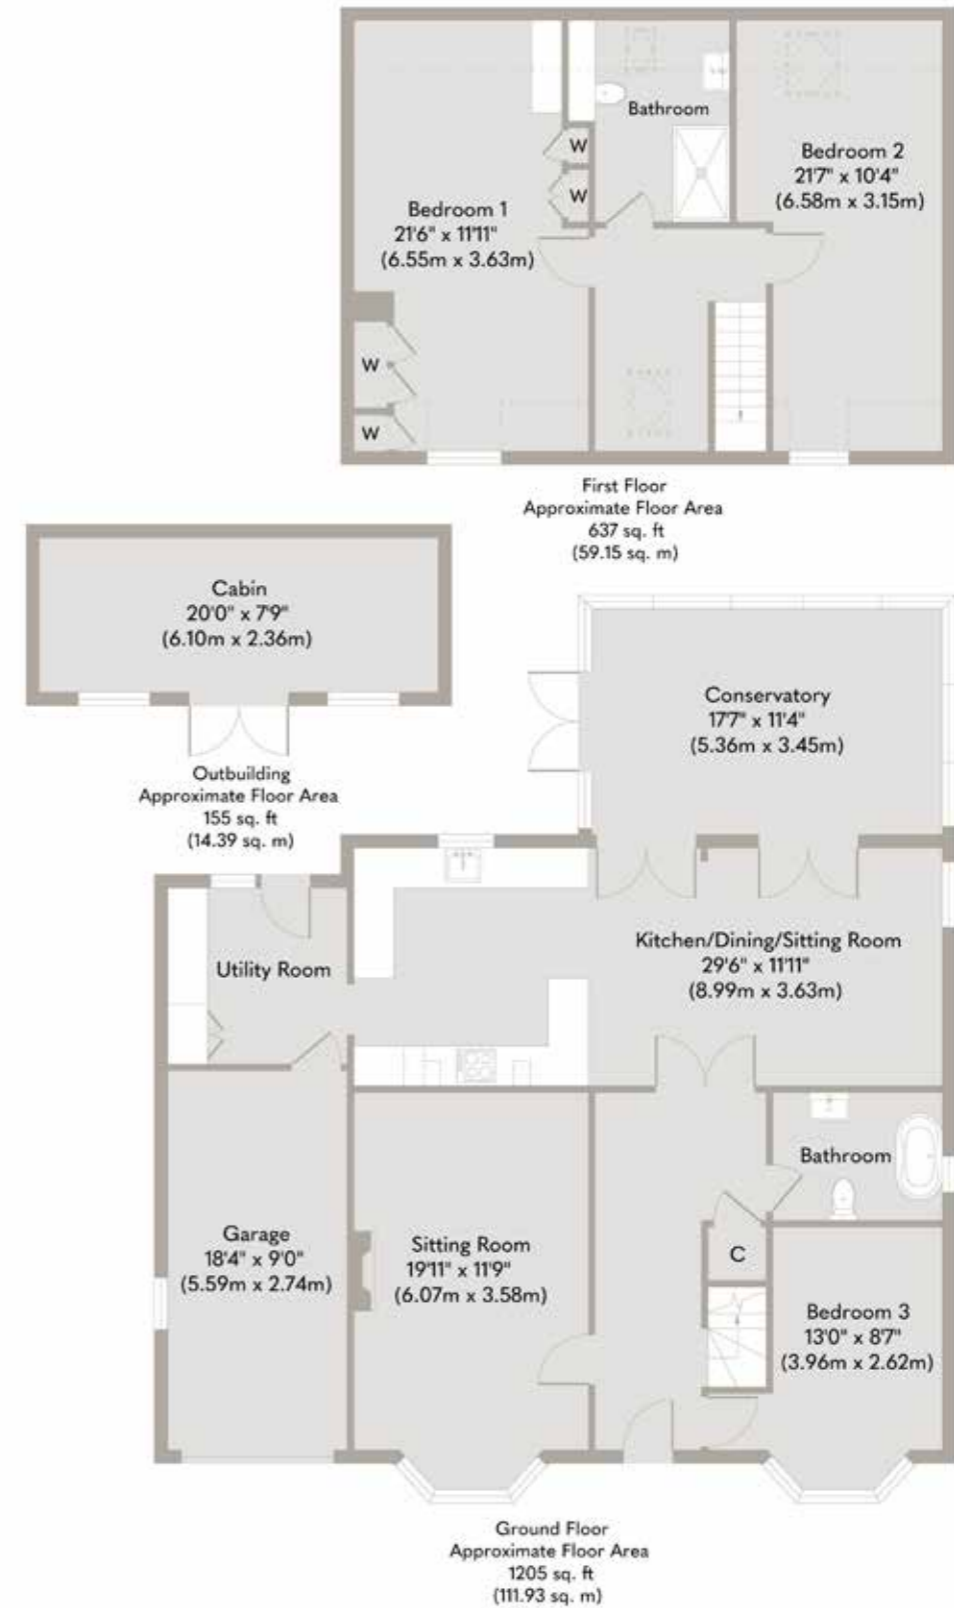 Bathroom
Bedroom 2
21'7" x 10'4"
(6.58m x 3.15m)
W
W
Bedroom 1
21'6" x 11'11"
(6.55m x 3.63m)
W
W
First Floor
Approximate Floor Area
637 sq. ft
(59.15 sq. m)
Cabin
20'0" x 7'9"
(6.10m x 2.36m)
Outbuilding
Approximate Floor Area
155 sq. ft
(14.39 sq. m)
Conservatory
17'7" x 11'4"
(5.36m x 3.45m)
Kitchen/Dining/Sitting Room
29'6" x 11'11"
(8.99m x 3.63m)
Utility Room
Bathroom
Garage
18'4" x 9'0"
(5.59m x 2.74m)
Sitting Room
19'11" x 11'9"
(6.07m x 3.58m)
C
Bedroom 3
13'0" x 8'7"
(3.96m x 2.62m)
Ground Floor
Approximate Floor Area
1205 sq. ft
(111.93 sq. m)